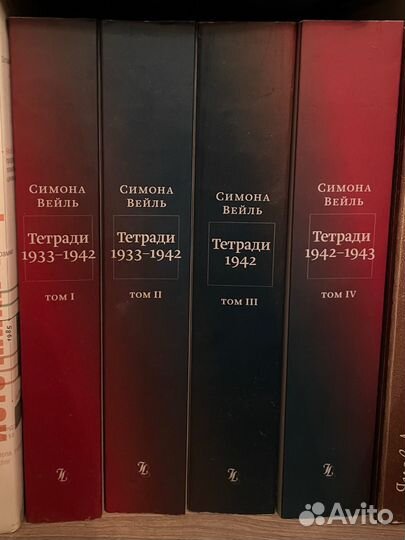 СИМОНА
ВЕЙЛЬ
Тетради
1933–1942
ТОМ I
СИМОНА
ВЕЙЛЬ
Тетради
1933–1942
ТОМ II
СИМОНА
ВЕЙЛЬ
Тетради
1942
ТОМ III
СИМОНА
ВЕЙЛЬ
Тетради
1942–1943
ТОМ IV
1985
Avito